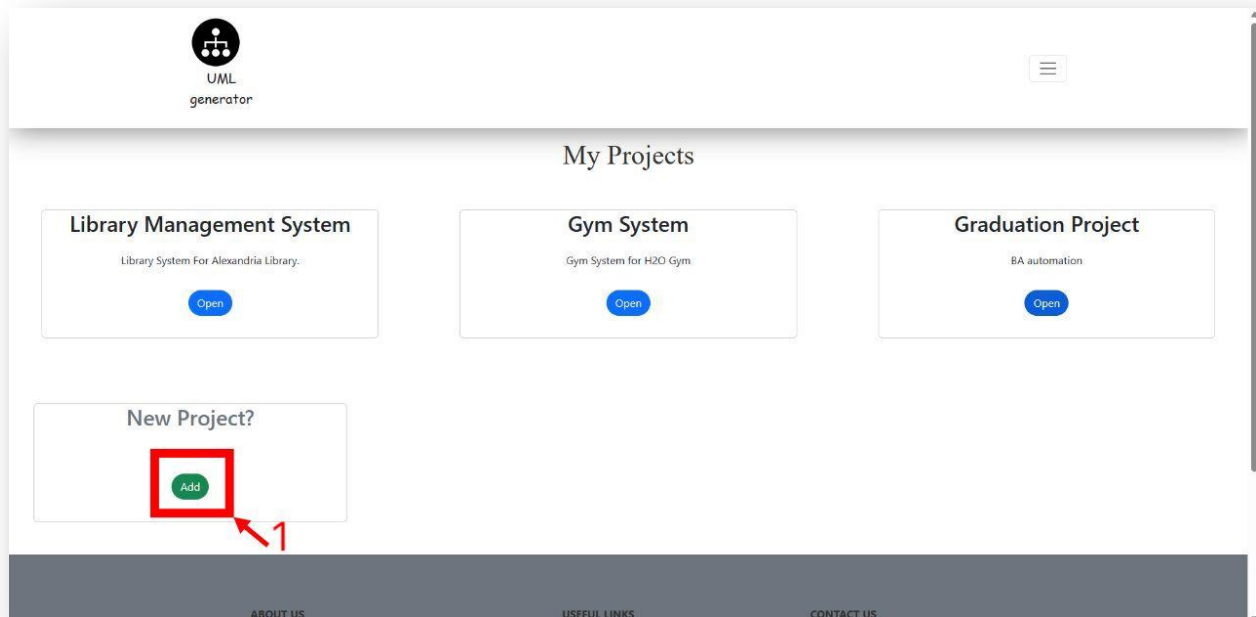 UML
generator
My Projects
Library Management System
Library System For Alexandria Library.
Open
Gym System
Gym System for H2O Gym
Open
Graduation Project
BA automation
Open
New Project?
Add
1
ABOUT US
USEFUL LINKS
CONTACT US